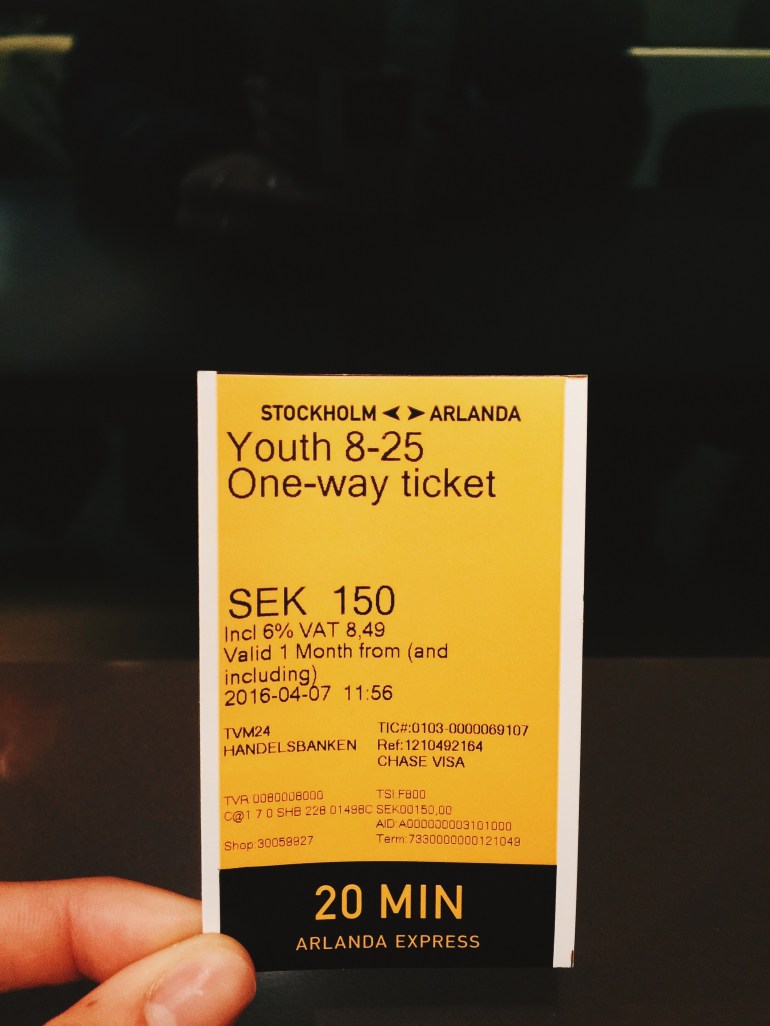 STOCKHOLM ⮜ ⮞ ARLANDA
Youth 8-25
One-way ticket
SEK 150
Incl 6% VAT 8,49
Valid 1 Month from (and
including)
2016-04-07 11:56
TVM24 TIC#:0103-0000069107
HANDELSBANKEN Ref:1210492164
CHASE VISA
TVR:0080008000 TSI:F800
C@1 7 0 SHB 228 01498C SEK00150,00
AID:A0000000031010000
Shop:30059927 Term:7330000000121049
20 MIN
ARLANDA EXPRESS